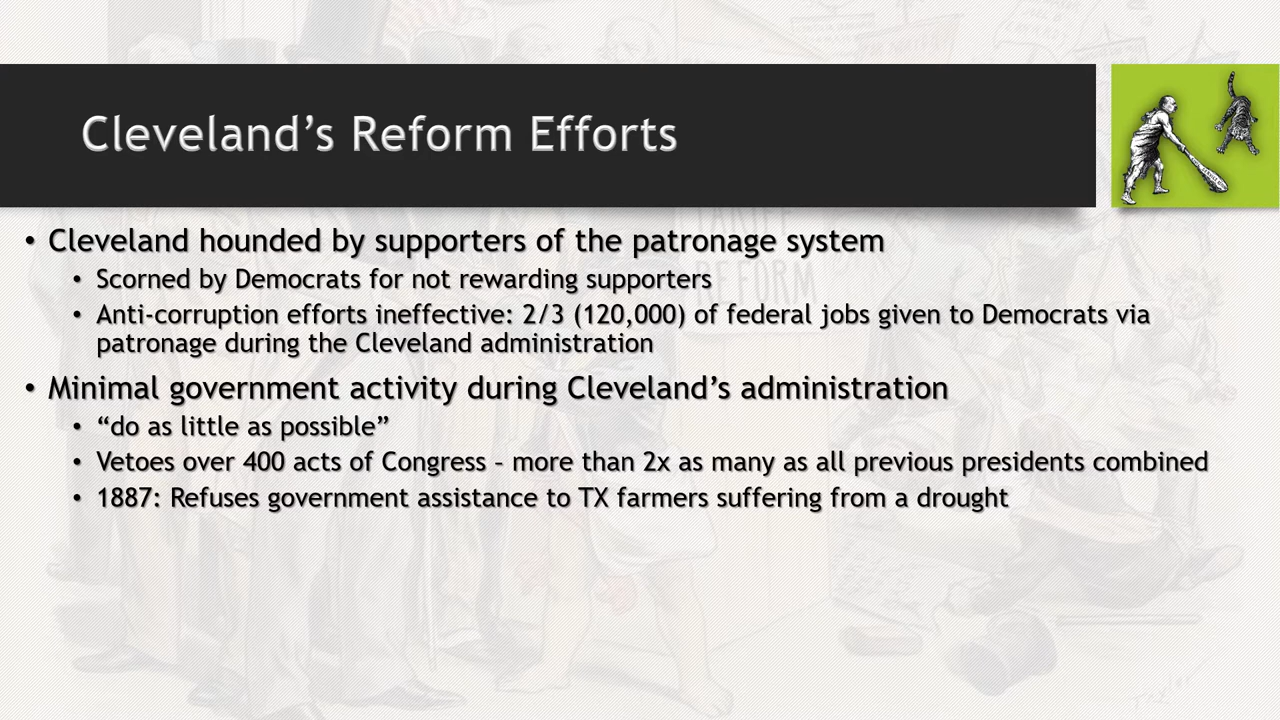 Cleveland’s Reform Efforts
• Cleveland hounded by supporters of the patronage system
• Scorned by Democrats for not rewarding supporters
• Anti-corruption efforts ineffective: 2/3 (120,000) of federal jobs given to Democrats via
patronage during the Cleveland administration
• Minimal government activity during Cleveland’s administration
• “do as little as possible”
• Vetoes over 400 acts of Congress – more than 2x as many as all previous presidents combined
• 1887: Refuses government assistance to TX farmers suffering from a drought
TARIFF
REFORM